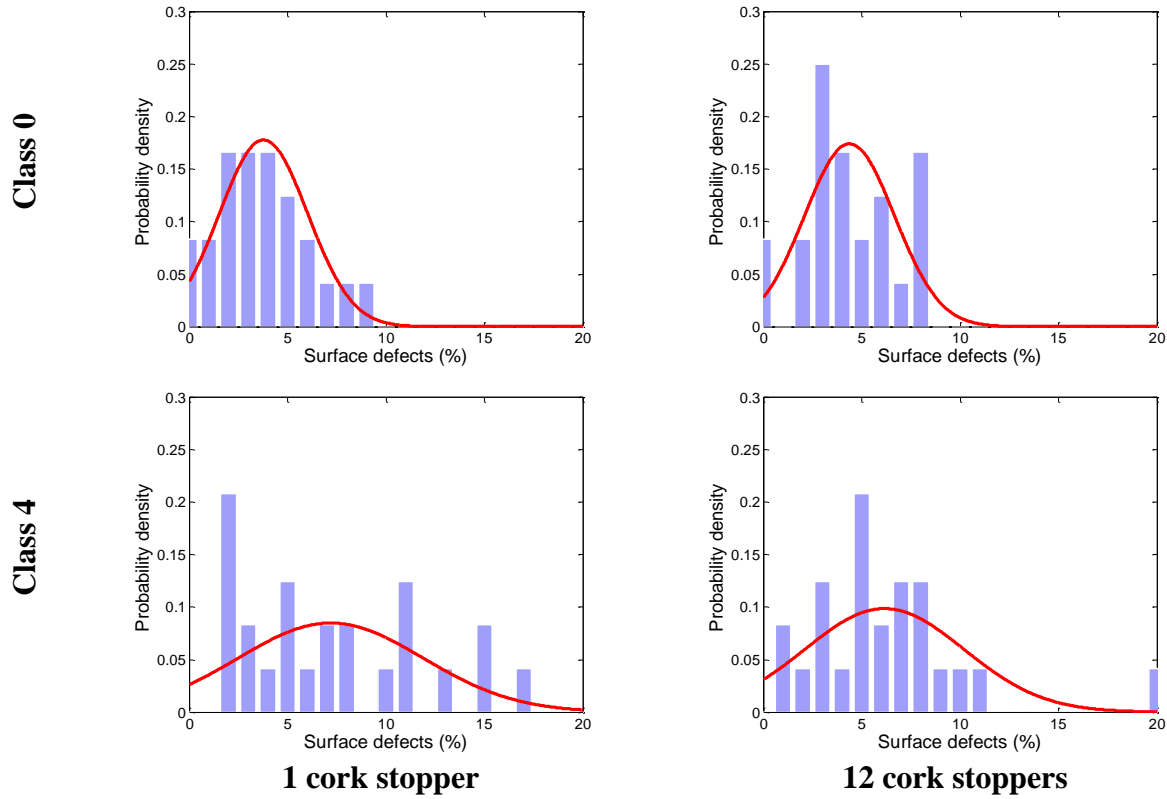 Class 0
0.3
0.25
0.2
0.15
0.1
0.05
0
Probability density
0 5 10 15 20
Surface defects (%)
0.3
0.25
0.2
0.15
0.1
0.05
0
Probability density
0 5 10 15 20
Surface defects (%)
Class 4
0.3
0.25
0.2
0.15
0.1
0.05
0
Probability density
0 5 10 15 20
Surface defects (%)
1 cork stopper
0.3
0.25
0.2
0.15
0.1
0.05
0
Probability density
0 5 10 15 20
Surface defects (%)
12 cork stoppers